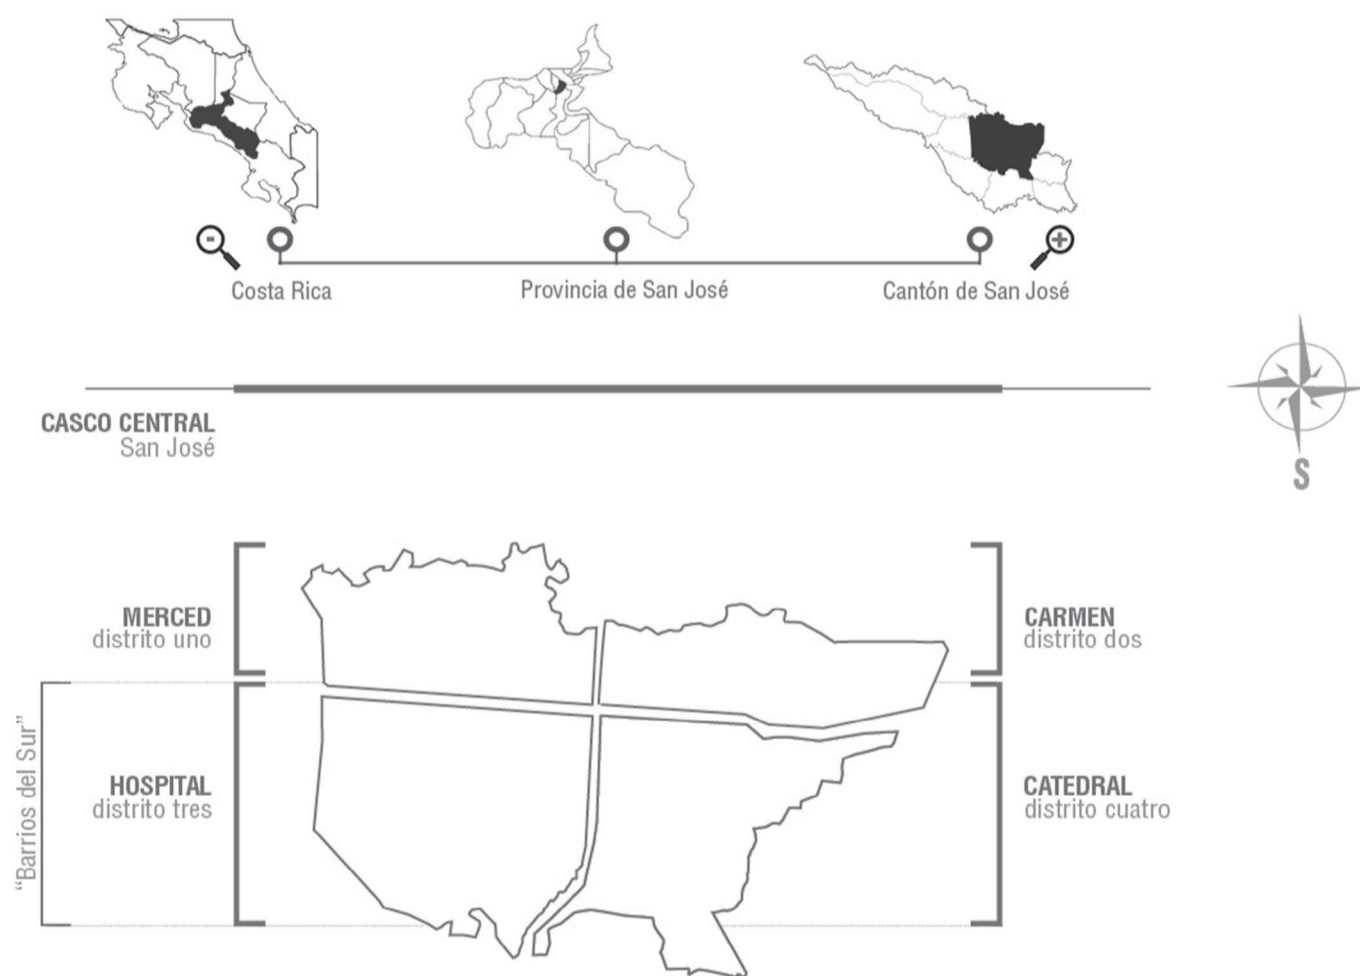 -
+
Costa Rica
Provincia de San José
Cantón de San José
CASCO CENTRAL
San José
S
MERCED
distrito uno
CARMEN
distrito dos
"Barrios del Sur"
HOSPITAL
distrito tres
CATEDRAL
distrito cuatro